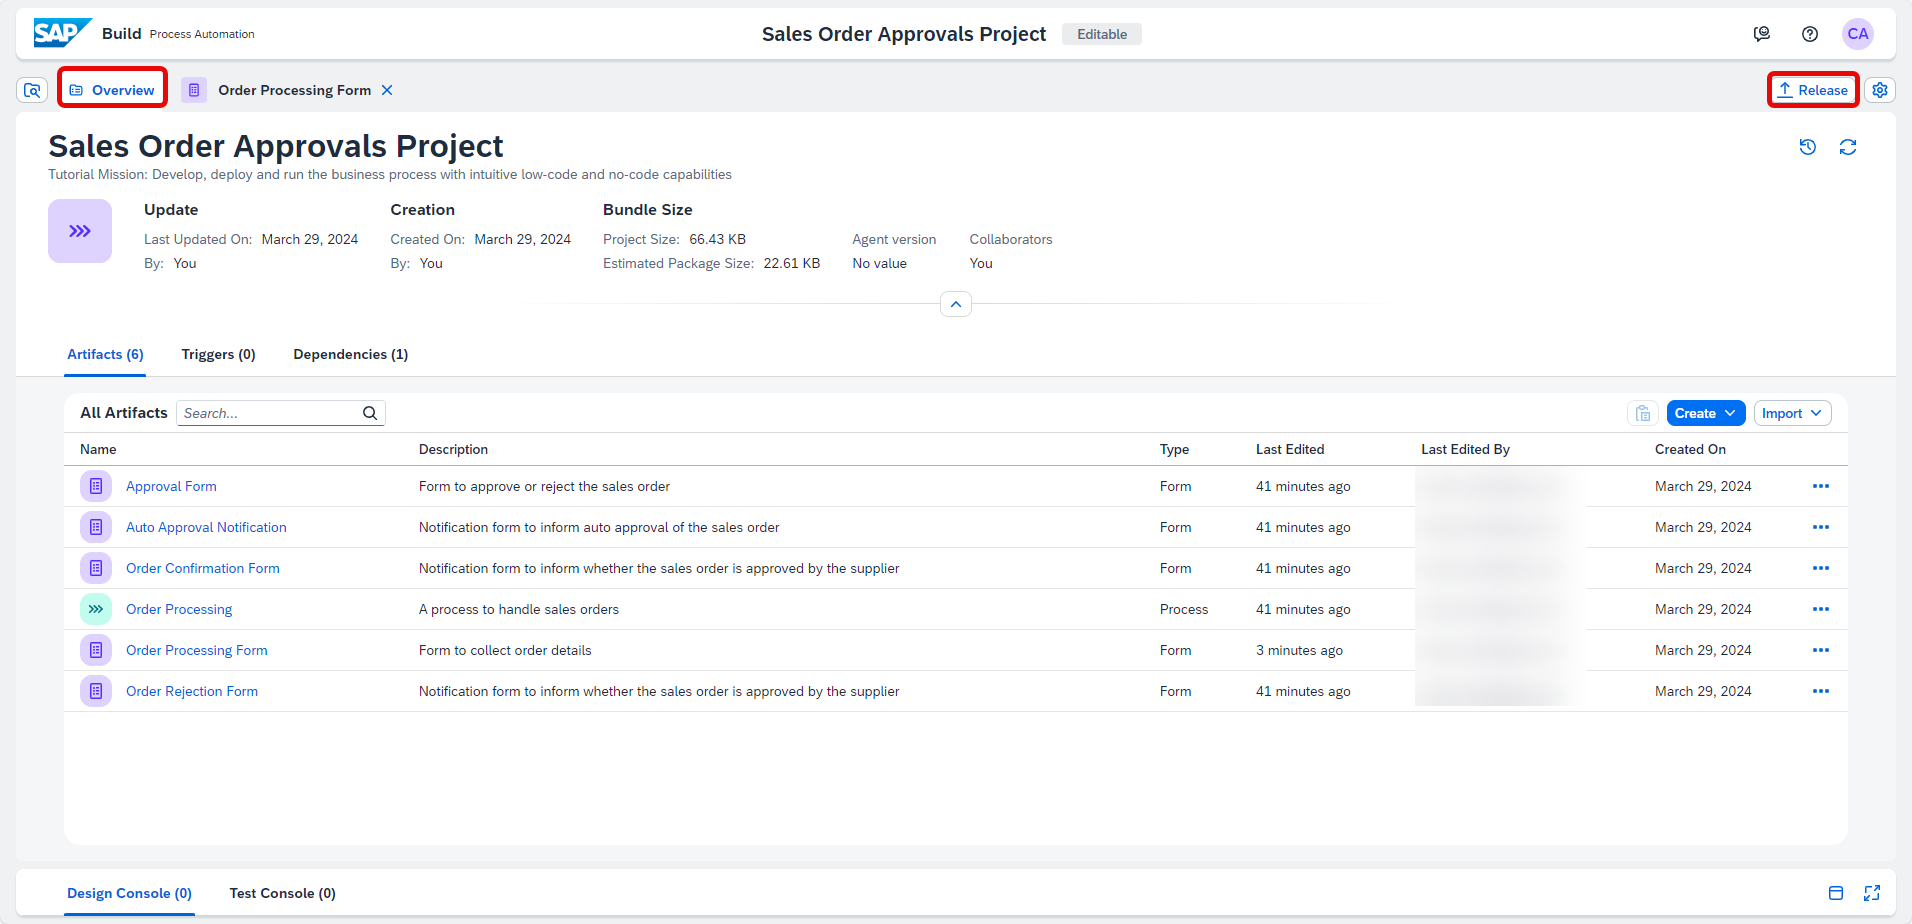 SAP Build Process Automation
Sales Order Approvals Project Editable
CA
Overview
Order Processing Form
Release
Sales Order Approvals Project
Tutorial Mission: Develop, deploy and run the business process with intuitive low-code and no-code capabilities
Update Creation Bundle Size
Last Updated On: March 29, 2024 Created On: March 29, 2024 Project Size: 66.43 KB Agent version Collaborators
By: You By: You Estimated Package Size: 22.61 KB No value You
Artifacts (6) Triggers (0) Dependencies (1)
All Artifacts Search... Create Import
Name Description Type Last Edited Last Edited By Created On
Approval Form Form to approve or reject the sales order Form 41 minutes ago March 29, 2024
Auto Approval Notification Notification form to inform auto approval of the sales order Form 41 minutes ago March 29, 2024
Order Confirmation Form Notification form to inform whether the sales order is approved by the supplier Form 41 minutes ago March 29, 2024
Order Processing A process to handle sales orders Process 41 minutes ago March 29, 2024
Order Processing Form Form to collect order details Form 3 minutes ago March 29, 2024
Order Rejection Form Notification form to inform whether the sales order is approved by the supplier Form 41 minutes ago March 29, 2024
Design Console (0) Test Console (0)